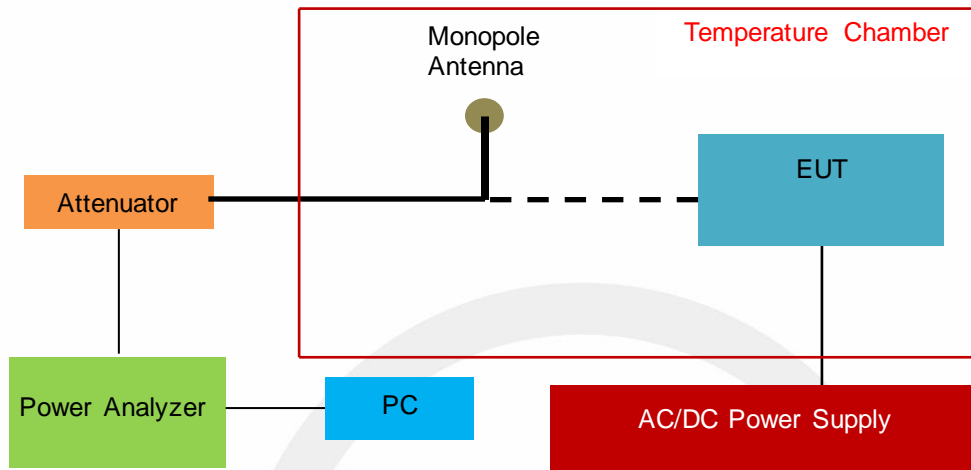 Temperature Chamber
Monopole
Antenna
EUT
Attenuator
Power Analyzer
PC
AC/DC Power Supply